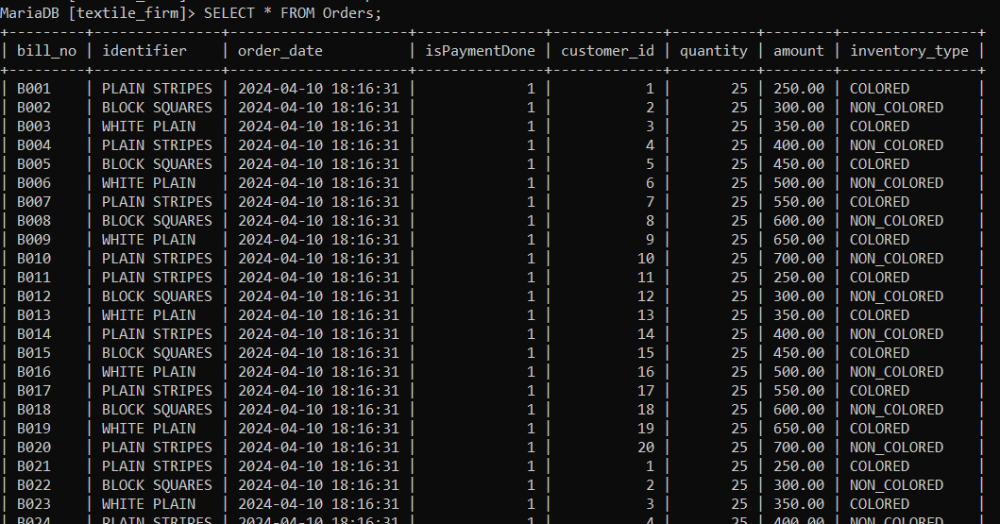 MariaDB [textile_firm]> SELECT * FROM Orders;
+---------+---------------+---------------------+---------------+-------------+----------+--------+----------------+
| bill_no | identifier | order_date | isPaymentDone | customer_id | quantity | amount | inventory_type |
+---------+---------------+---------------------+---------------+-------------+----------+--------+----------------+
| B001 | PLAIN STRIPES | 2024-04-10 18:16:31 | 1 | 1 | 25 | 250.00 | COLORED |
| B002 | BLOCK SQUARES | 2024-04-10 18:16:31 | 1 | 2 | 25 | 300.00 | NON_COLORED |
| B003 | WHITE PLAIN | 2024-04-10 18:16:31 | 1 | 3 | 25 | 350.00 | COLORED |
| B004 | PLAIN STRIPES | 2024-04-10 18:16:31 | 1 | 4 | 25 | 400.00 | NON_COLORED |
| B005 | BLOCK SQUARES | 2024-04-10 18:16:31 | 1 | 5 | 25 | 450.00 | COLORED |
| B006 | WHITE PLAIN | 2024-04-10 18:16:31 | 1 | 6 | 25 | 500.00 | NON_COLORED |
| B007 | PLAIN STRIPES | 2024-04-10 18:16:31 | 1 | 7 | 25 | 550.00 | COLORED |
| B008 | BLOCK SQUARES | 2024-04-10 18:16:31 | 1 | 8 | 25 | 600.00 | NON_COLORED |
| B009 | WHITE PLAIN | 2024-04-10 18:16:31 | 1 | 9 | 25 | 650.00 | COLORED |
| B010 | PLAIN STRIPES | 2024-04-10 18:16:31 | 1 | 10 | 25 | 700.00 | NON_COLORED |
| B011 | PLAIN STRIPES | 2024-04-10 18:16:31 | 1 | 11 | 25 | 250.00 | COLORED |
| B012 | BLOCK SQUARES | 2024-04-10 18:16:31 | 1 | 12 | 25 | 300.00 | NON_COLORED |
| B013 | WHITE PLAIN | 2024-04-10 18:16:31 | 1 | 13 | 25 | 350.00 | COLORED |
| B014 | PLAIN STRIPES | 2024-04-10 18:16:31 | 1 | 14 | 25 | 400.00 | NON_COLORED |
| B015 | BLOCK SQUARES | 2024-04-10 18:16:31 | 1 | 15 | 25 | 450.00 | COLORED |
| B016 | WHITE PLAIN | 2024-04-10 18:16:31 | 1 | 16 | 25 | 500.00 | NON_COLORED |
| B017 | PLAIN STRIPES | 2024-04-10 18:16:31 | 1 | 17 | 25 | 550.00 | COLORED |
| B018 | BLOCK SQUARES | 2024-04-10 18:16:31 | 1 | 18 | 25 | 600.00 | NON_COLORED |
| B019 | WHITE PLAIN | 2024-04-10 18:16:31 | 1 | 19 | 25 | 650.00 | COLORED |
| B020 | PLAIN STRIPES | 2024-04-10 18:16:31 | 1 | 20 | 25 | 700.00 | NON_COLORED |
| B021 | PLAIN STRIPES | 2024-04-10 18:16:31 | 1 | 1 | 25 | 250.00 | COLORED |
| B022 | BLOCK SQUARES | 2024-04-10 18:16:31 | 1 | 2 | 25 | 300.00 | NON_COLORED |
| B023 | WHITE PLAIN | 2024-04-10 18:16:31 | 1 | 3 | 25 | 350.00 | COLORED |
| B024 | PLAIN STRIPES | 2024-04-10 18:16:31 | 1 | 4 | 25 | 400.00 | NON_COLORED |